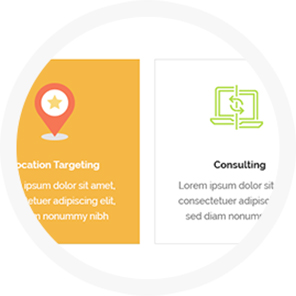 ocation Targeting
ipsum dolor sit amet,
etuer adipiscing elit,
m nonummy nibh
Consulting
Lorem ipsum dolor sit
consectetuer adipisc
sed diam nonumm